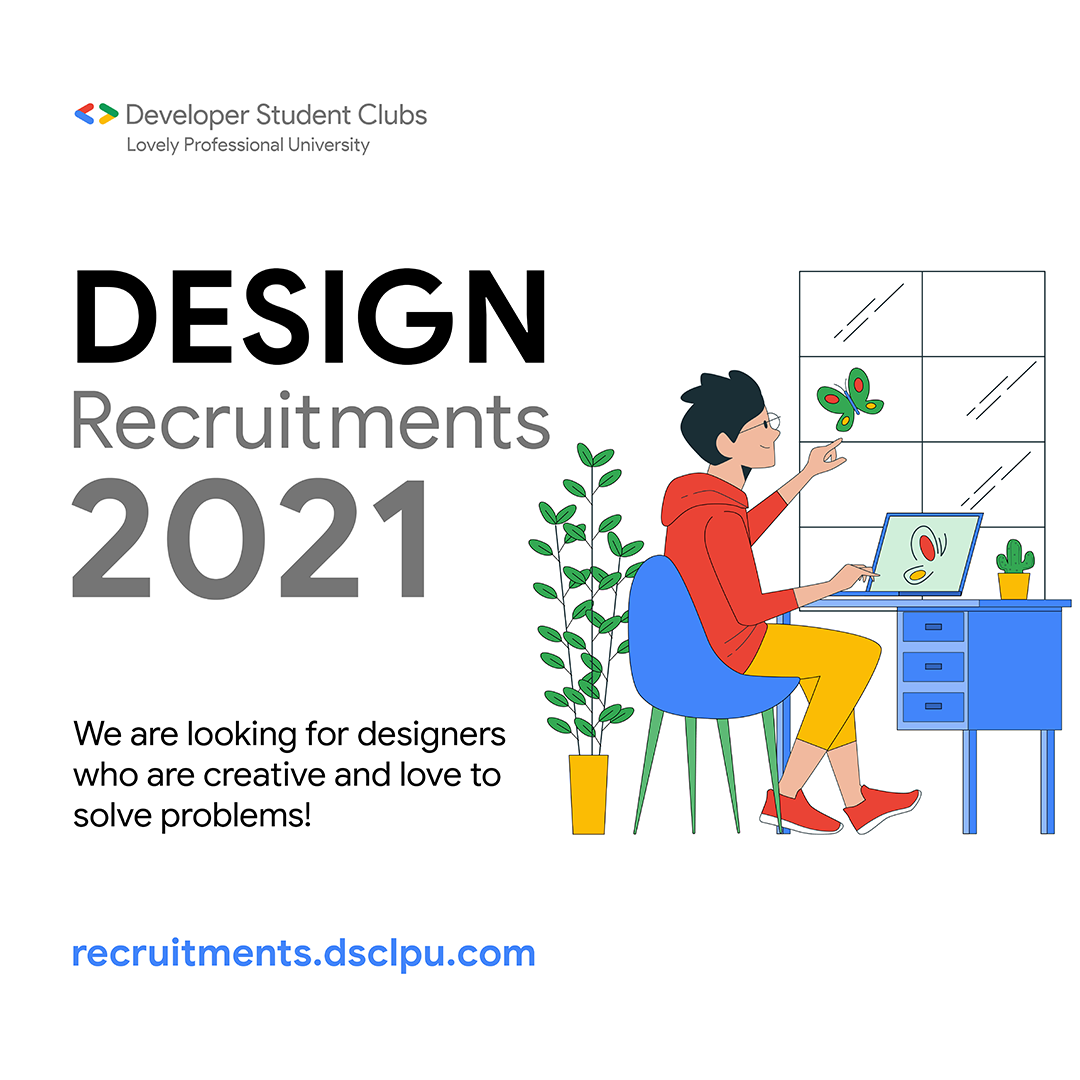 Developer Student Clubs
Lovely Professional University
DESIGN
Recruitments
2021
We are looking for designers
who are creative and love to
solve problems!
recruitments.dsclpu.com